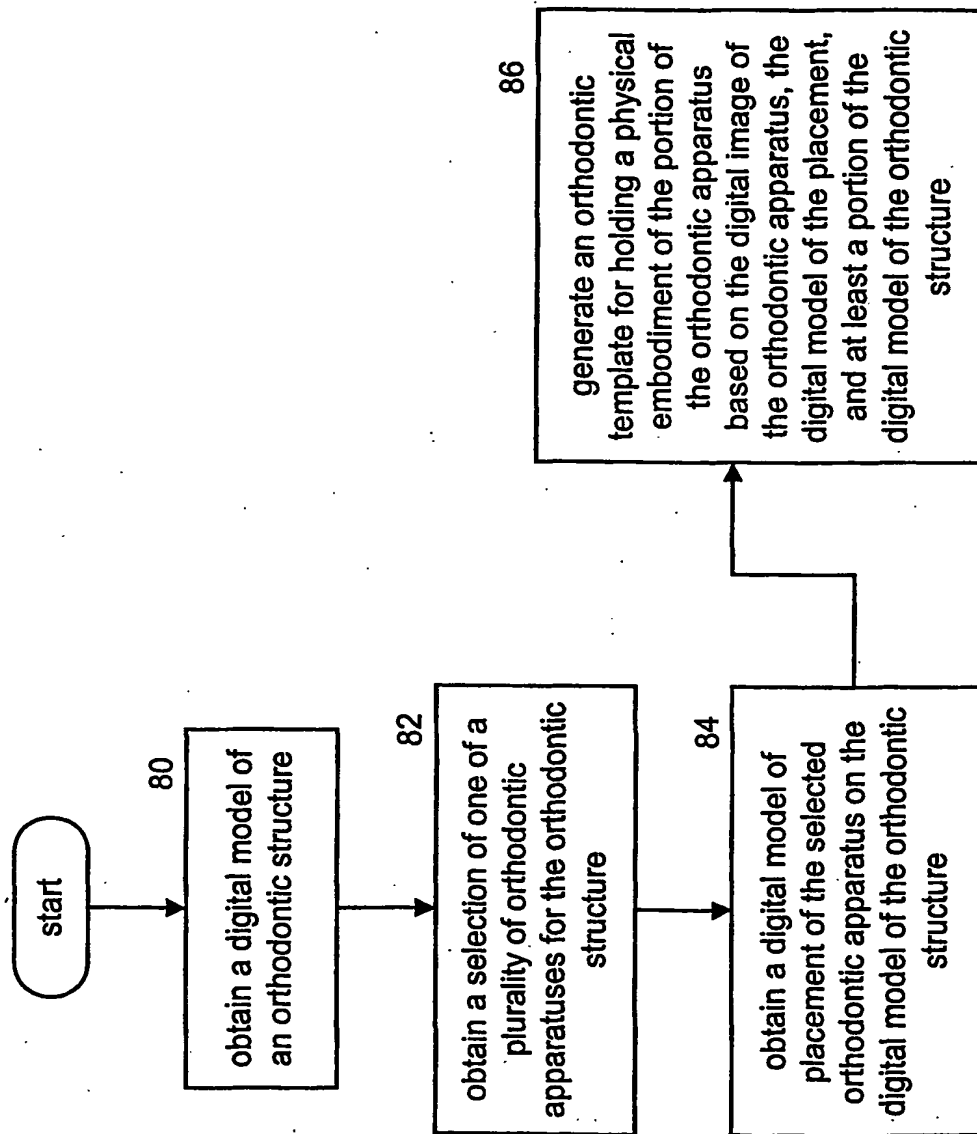 start
80
obtain a digital model of
an orthodontic structure
82
obtain a selection of one of a
plurality of orthodontic
apparatuses for the orthodontic
structure
84
obtain a digital model of
placement of the selected
orthodontic apparatus on the
digital model of the orthodontic
structure
86
generate an orthodontic
template for holding a physical
embodiment of the portion of
the orthodontic apparatus
based on the digital image of
the orthodontic apparatus, the
digital model of the placement,
and at least a portion of the
digital model of the orthodontic
structure